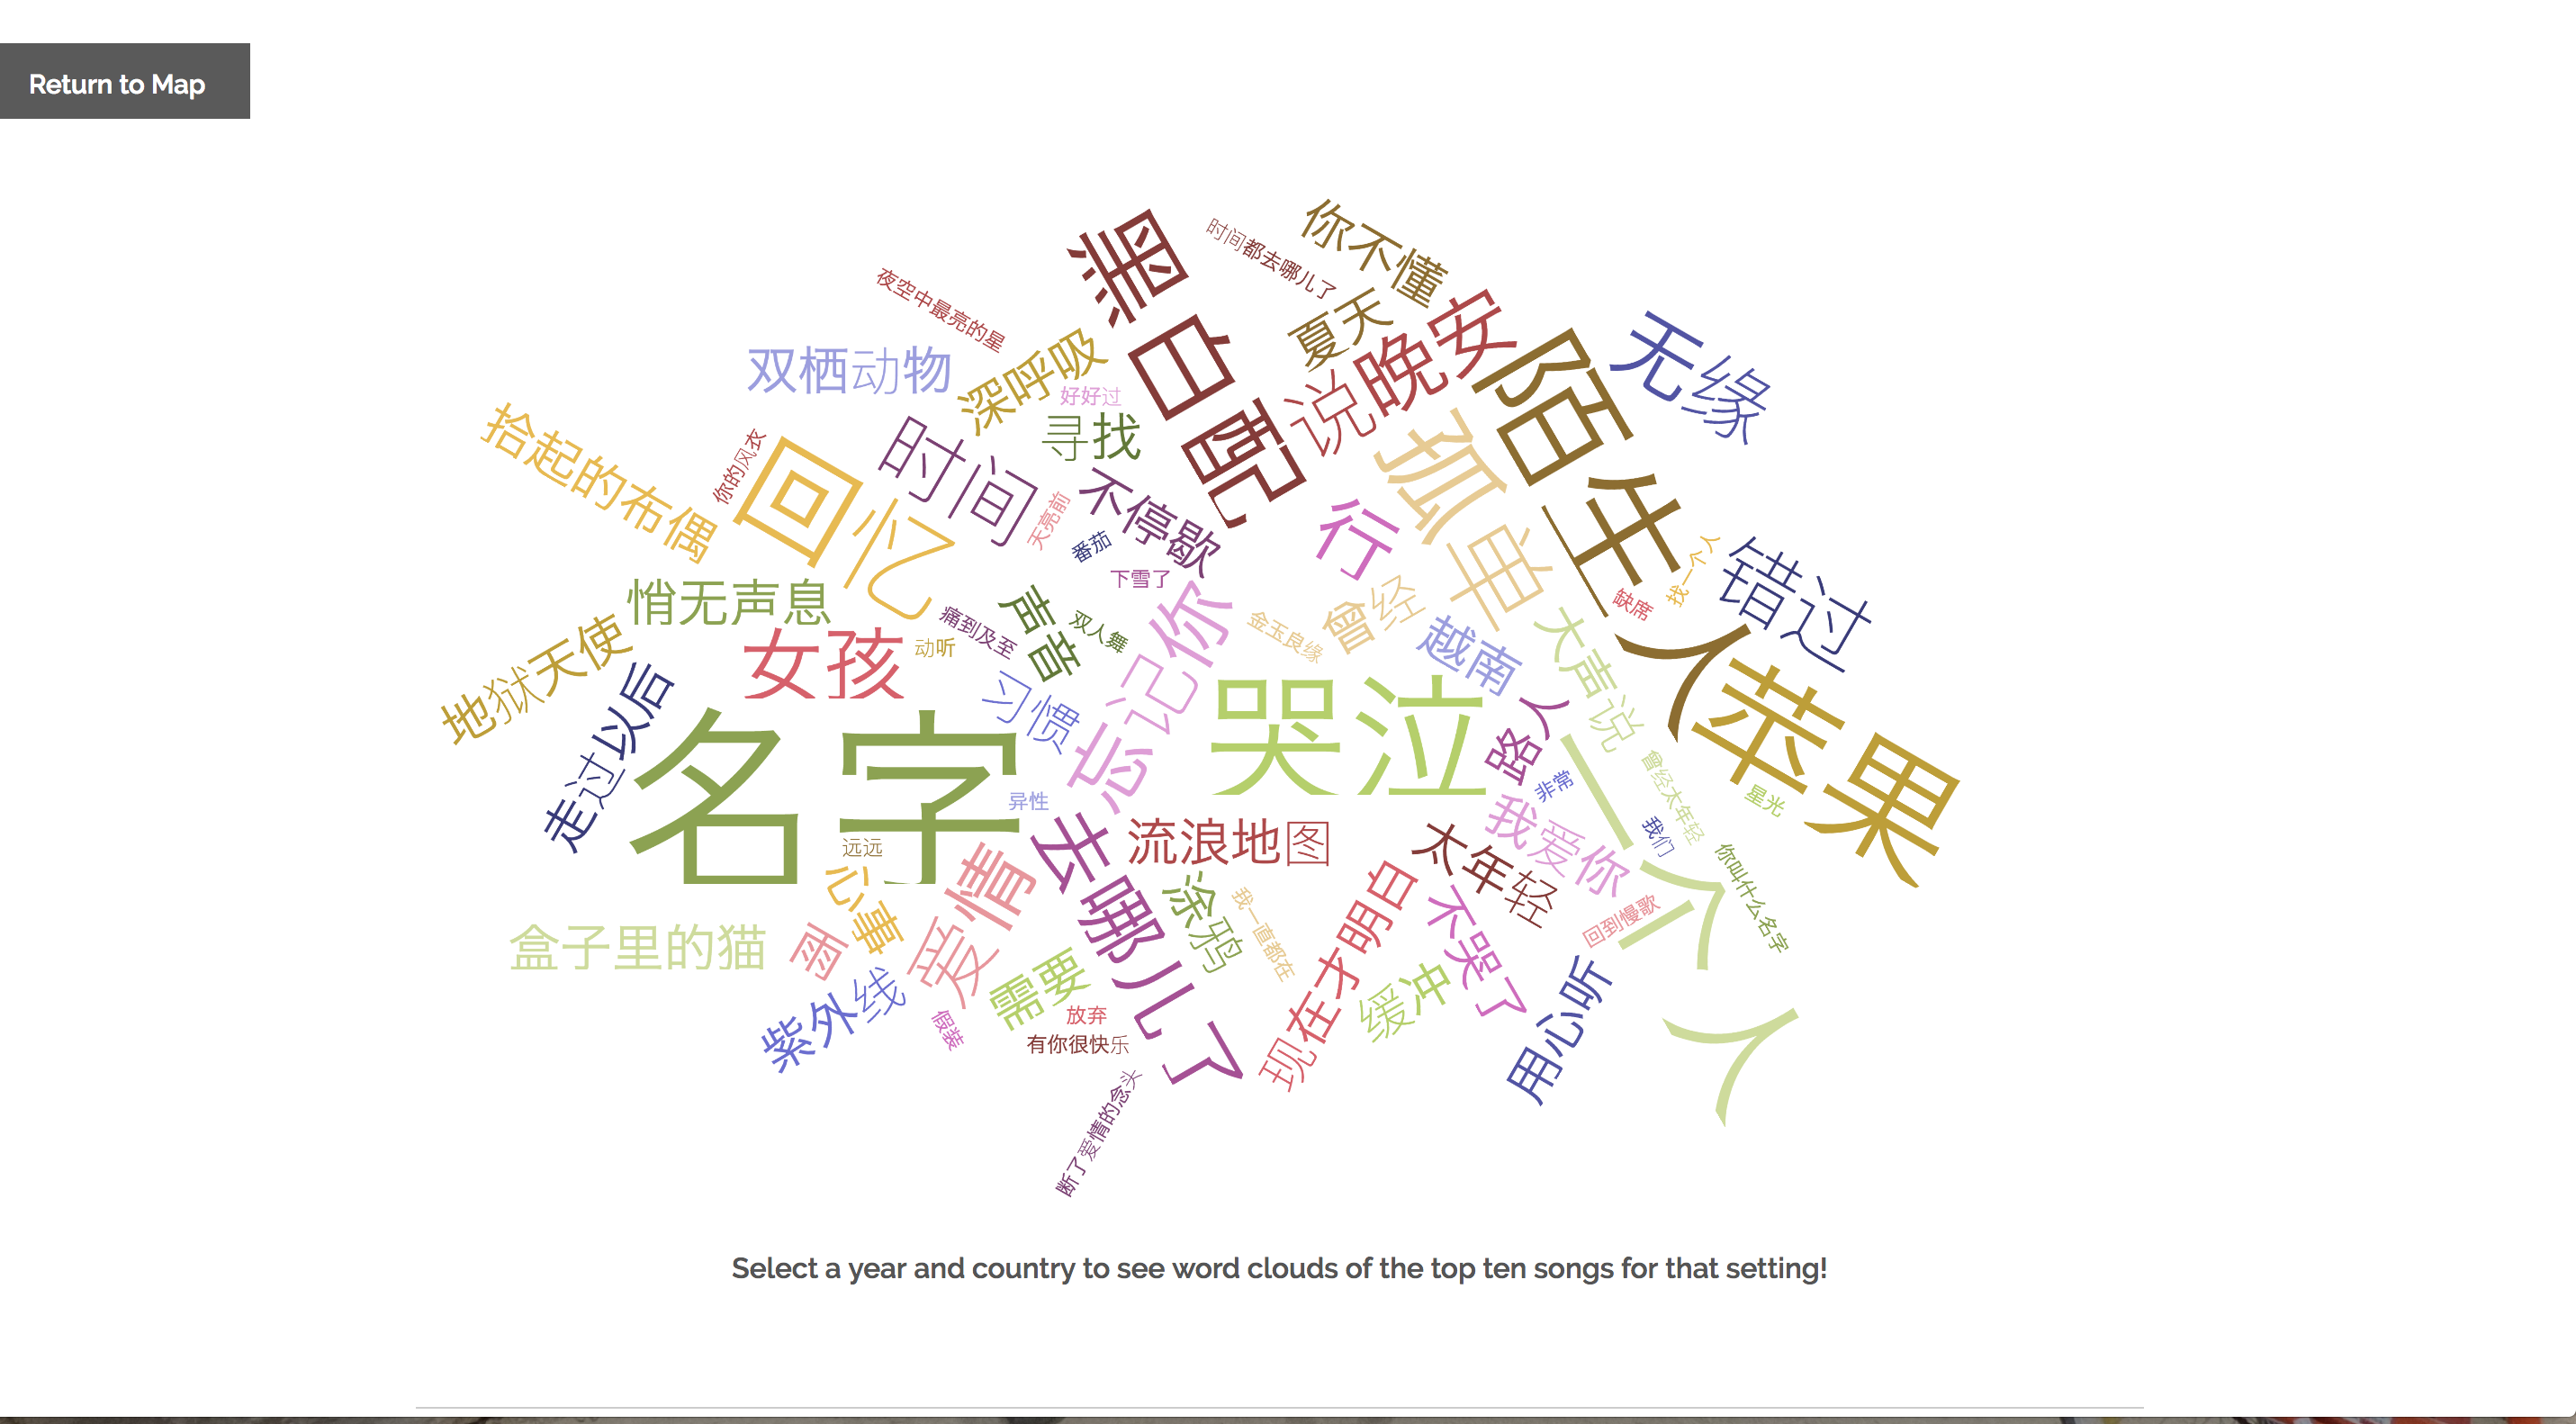 Return to Map
你不懂
时间都去哪儿了
黑白配
夜空中最亮的星
夏天
说晚安
陌生人
无缘
双栖动物
深呼吸
好好过
寻找
孤单
拾起的布偶
你的风衣
回忆
时间
天亮前
不停歇
番茄
下雪了
行
找一个人
缺席
错过
悄无声息
痛到及至
声音
双人舞
金玉良缘
曾经
越南
大声说
地狱天使
女孩
动听
忘记你
走过以后
习惯
哭泣
路人
苹果
名字
异性
非常
曾经太年轻
星光
远远
去哪儿了
流浪地图
太年轻
我爱你
我们
一个人
你叫什么名字
盒子里的猫
雨
心事
爱情
涂鸦
我一直都在
现在才明白
不哭了
回到慢歌
紫外线
假装
需要
放弃
有你很快乐
缓冲
用心听
断了爱情的念头
Select a year and country to see word clouds of the top ten songs for that setting!